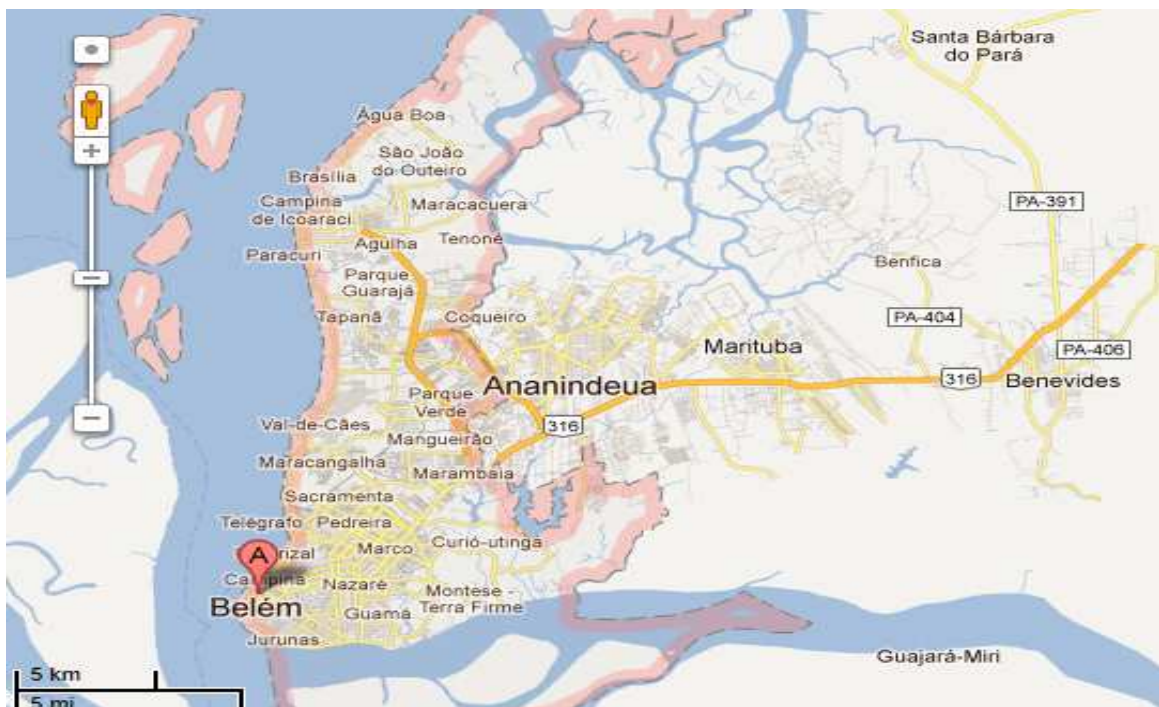 Santa Bárbara
do Pará
Água Boa
São João
do Outeiro
Brasília
Campina
de Icoaraci
Maracacuera
PA-391
Agulha
Tenoné
Paracuri
Benfica
Parque
Guarajá
Tapanã
Coqueiro
PA-404
Marituba
PA-406
Ananindeua
316
Benevides
Parque
Verde
316
Val-de-Cães
Mangueirão
Maracangalha
Marambaia
Sacramenta
Telégrafo
Pedreira
Curió-utinga
Marco
A
rizal
Campina
Nazaré
Montese -
Terra Firme
Belém
Guamá
Jurunas
Guajará-Miri
5 km
5 mi